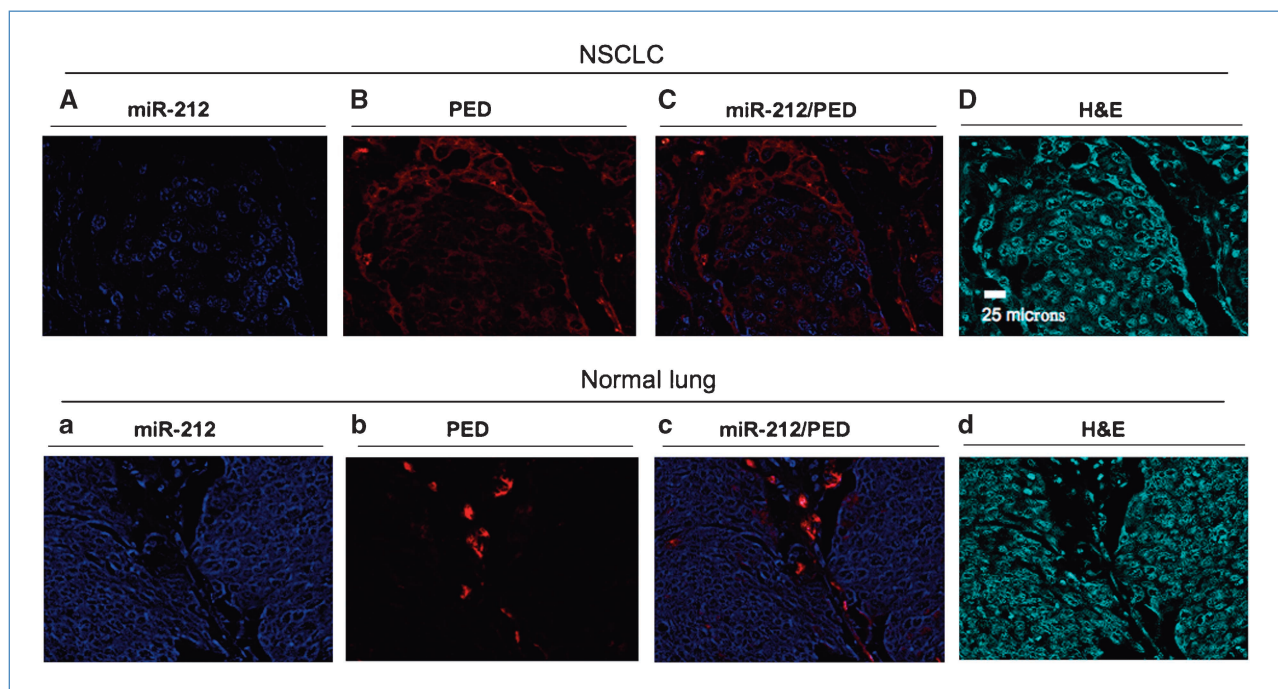 NSCLC
A miR-212
B PED
C miR-212/PED
D H&E
25 microns
Normal lung
a miR-212
b PED
c miR-212/PED
d H&E